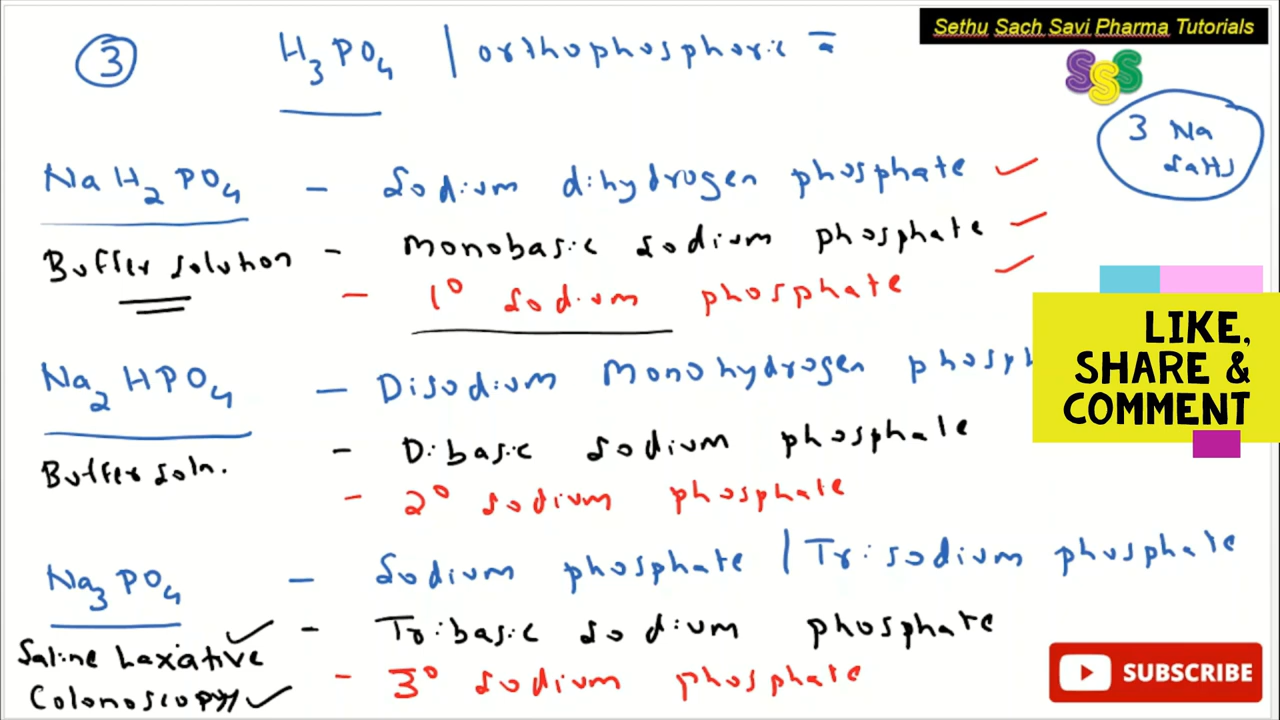 Sethu Sach Savi Pharma Tutorials
SSS
3 H3PO4 | orthophosphoric
3 Na
salts
NaH2PO4 - Sodium dihydrogen phosphate
Buffer solution - Monobasic sodium phosphate
- 1° sodium phosphate
LIKE,
SHARE &
COMMENT
Na2HPO4 - Disodium Monohydrogen phosph
- Dibasic sodium phosphate
Buffer soln.
- 2° sodium phosphate
Na3PO4 - Sodium phosphate | Trisodium phosphate
- Tribasic sodium phosphate
Saline Laxative
- 3° sodium phosphate
Colonoscopy
SUBSCRIBE